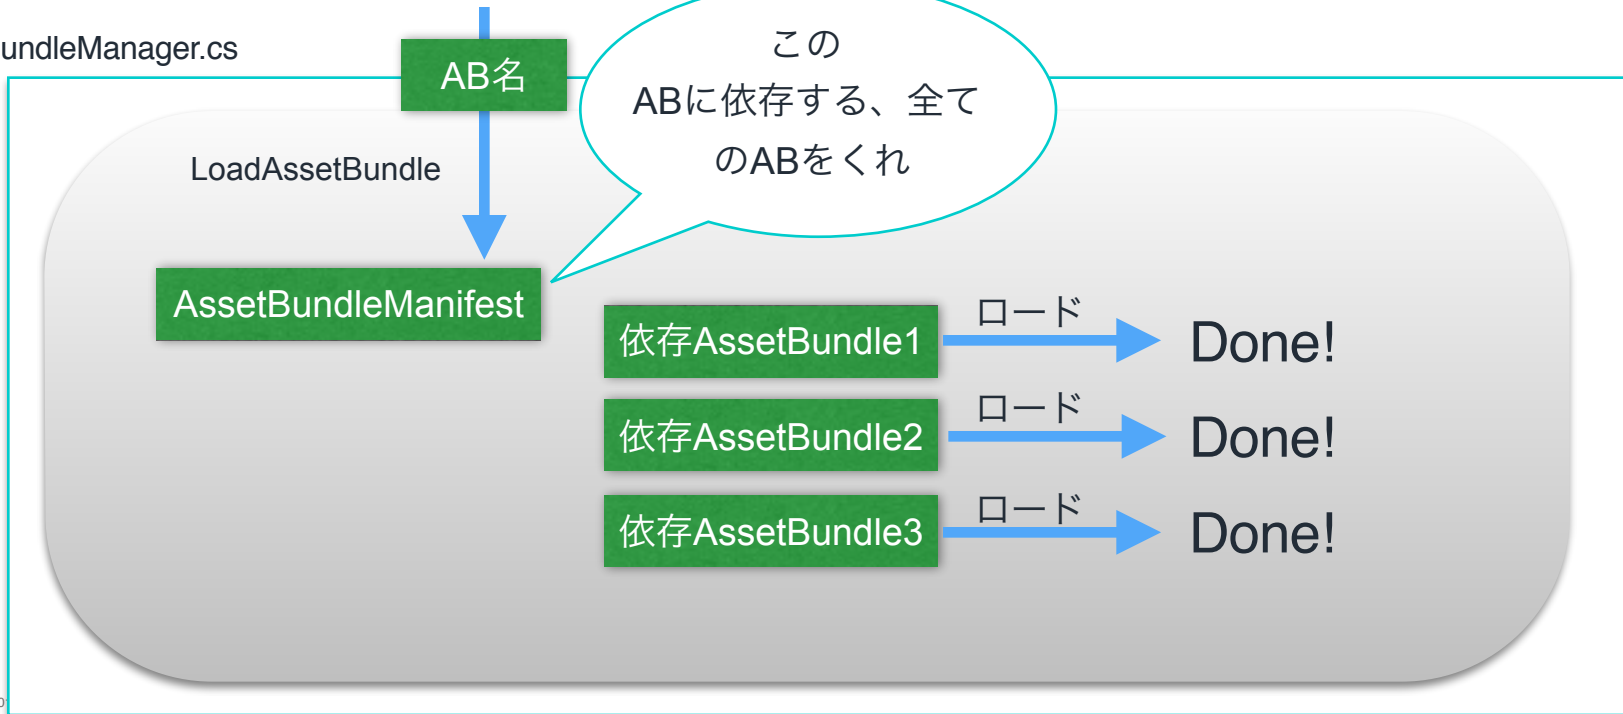 undleManager.cs
AB名
この
ABに依存する、全て
のABをくれ
LoadAssetBundle
AssetBundleManifest
依存AssetBundle1
ロード
Done!
依存AssetBundle2
ロード
Done!
依存AssetBundle3
ロード
Done!